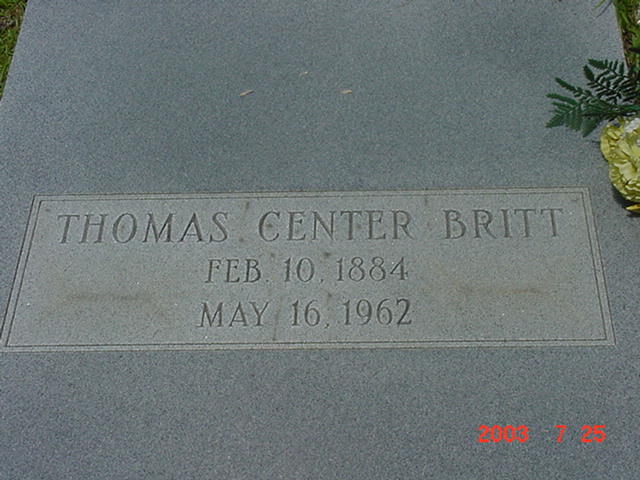 THOMAS CENTER BRITT
FEB. 10, 1884
MAY 16, 1962
2003 7 25